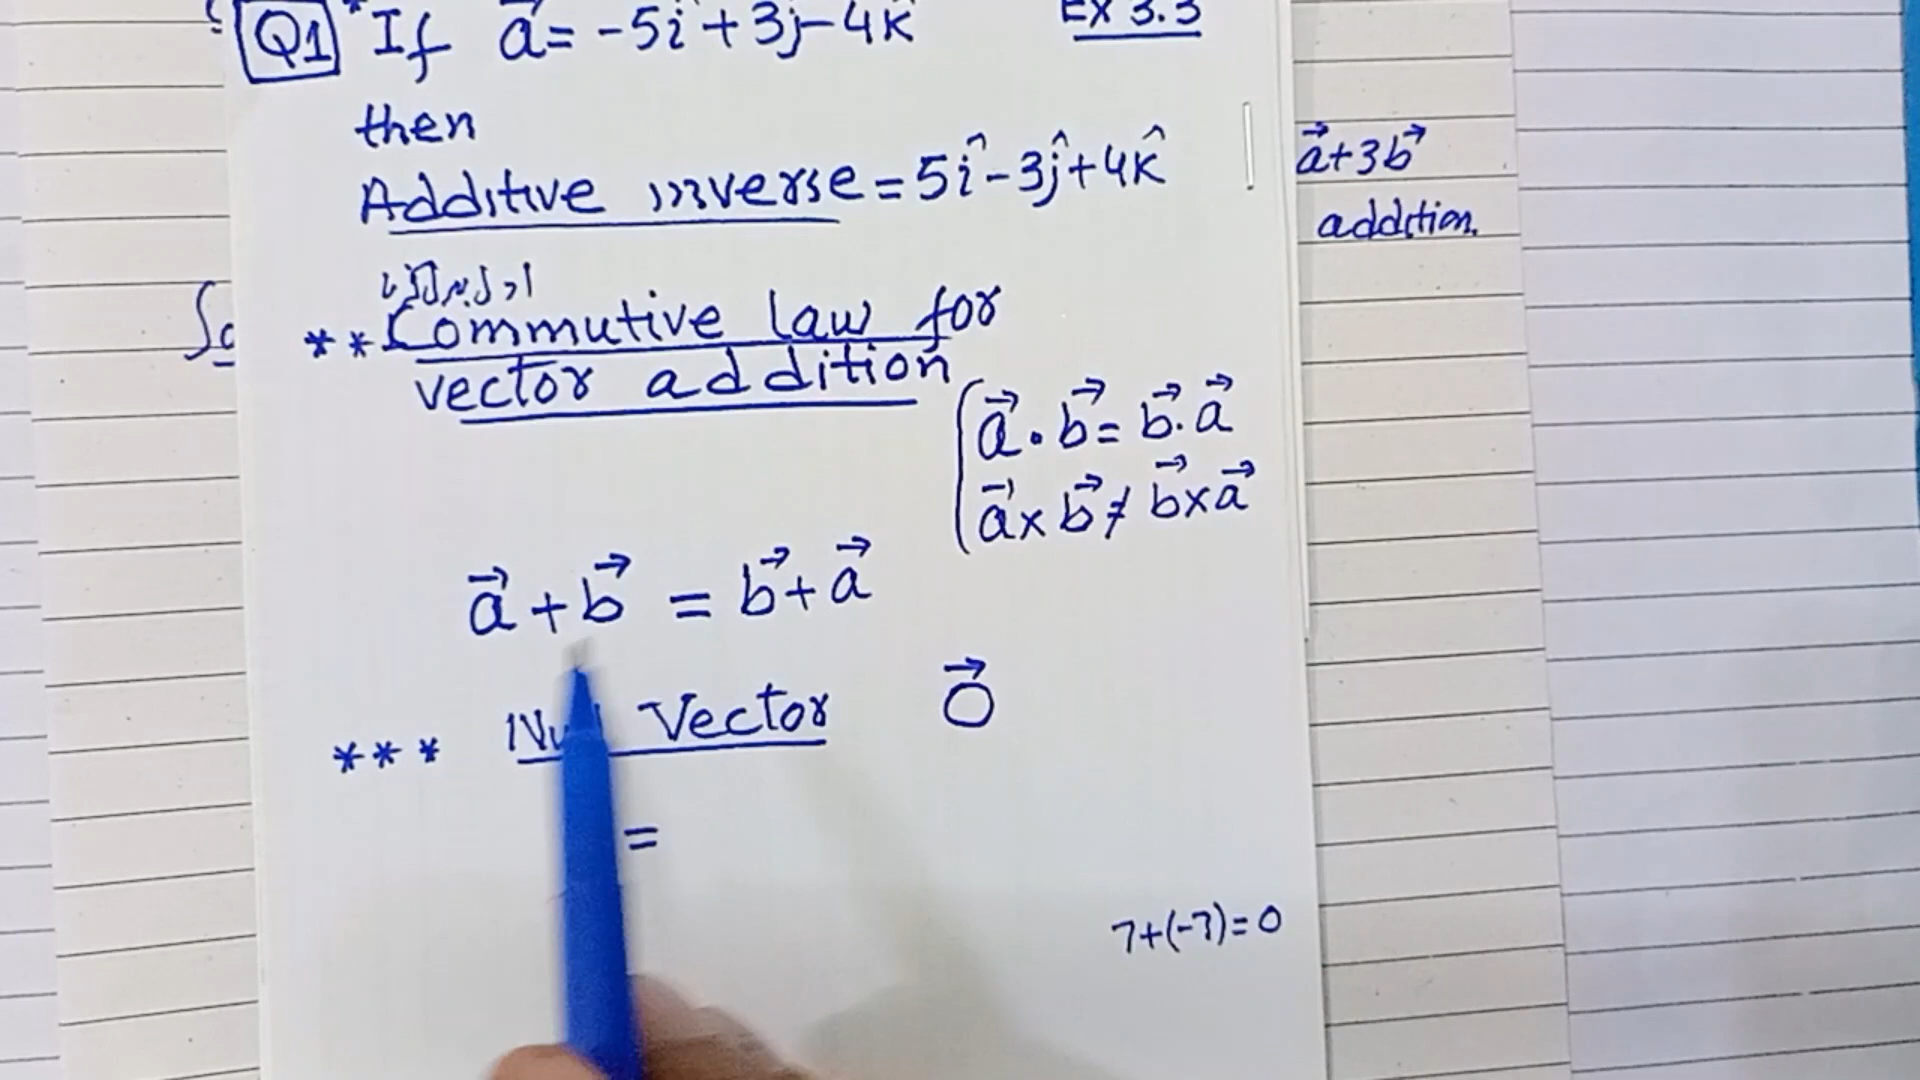 Q1 * If a⃗ = -5i + 3j - 4k Ex 3.3
then
Additive inverse = 5î - 3ĵ + 4k̂
a⃗ + 3b⃗
addition.
** Commutive law for
vector addition
a⃗ . b⃗ = b⃗ . a⃗
a⃗ × b⃗ ≠ b⃗ × a⃗
a⃗ + b⃗ = b⃗ + a⃗
*** Vector O⃗
=
7+(-7)=0